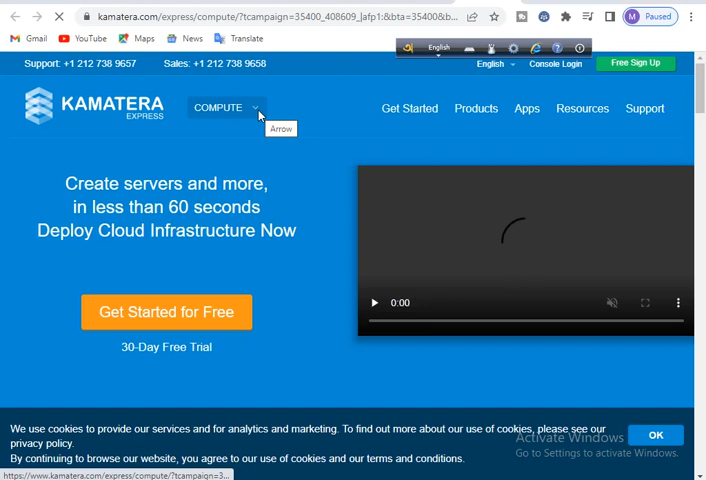 kamatera.com/express/compute/?tcampaign=35400_408609_|afp1:&bta=35400&b...
Paused
Gmail
YouTube
Maps
News
Translate
English
Support: +1 212 738 9657
Sales: +1 212 738 9658
English
Console Login
Free Sign Up
KAMATERA
EXPRESS
COMPUTE
Get Started
Products
Apps
Resources
Support
Arrow
Create servers and more,
in less than 60 seconds
Deploy Cloud Infrastructure Now
Get Started for Free
30-Day Free Trial
0:00
We use cookies to provide our services and for analytics and marketing. To find out more about our use of cookies, please see our
privacy policy.
By continuing to browse our website, you agree to our use of cookies and our terms and conditions.
OK
Activate Windows
Go to Settings to activate Windows.
https://www.kamatera.com/express/compute/?tcampaign=3...